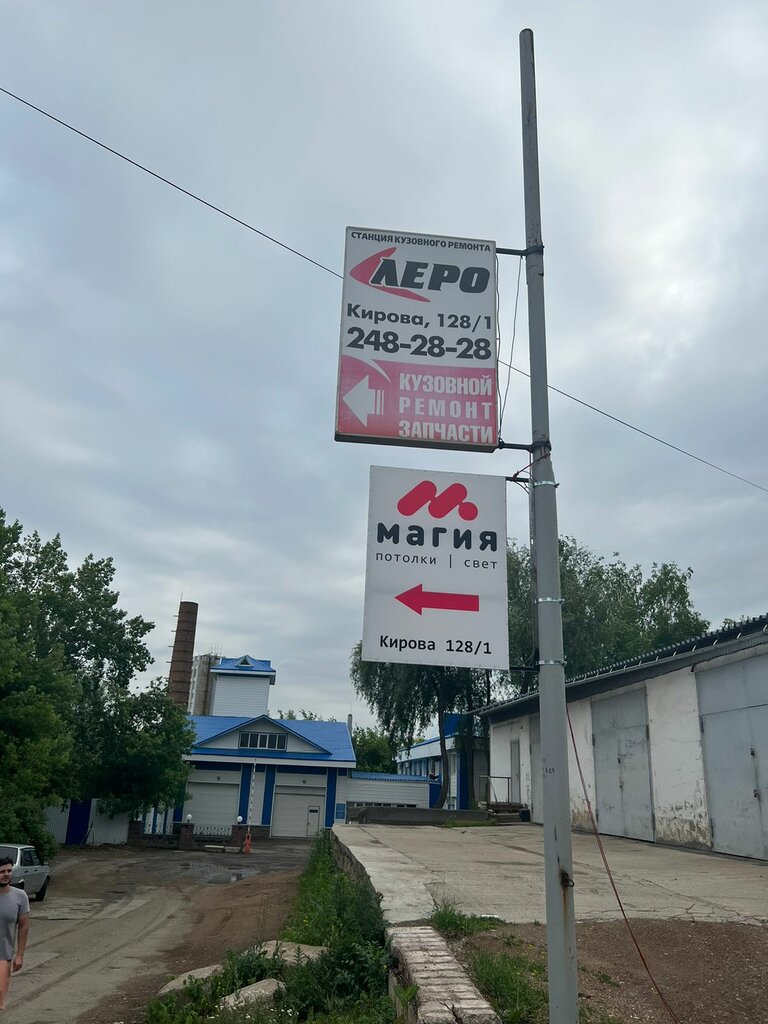 СТАНЦИЯ КУЗОВНОГО РЕМОНТА
ЛЕРО
Кирова, 128/1
248-28-28
КУЗОВНОЙ
РЕМОНТ
ЗАПЧАСТИ
магия
потолки | свет
Кирова 128/1